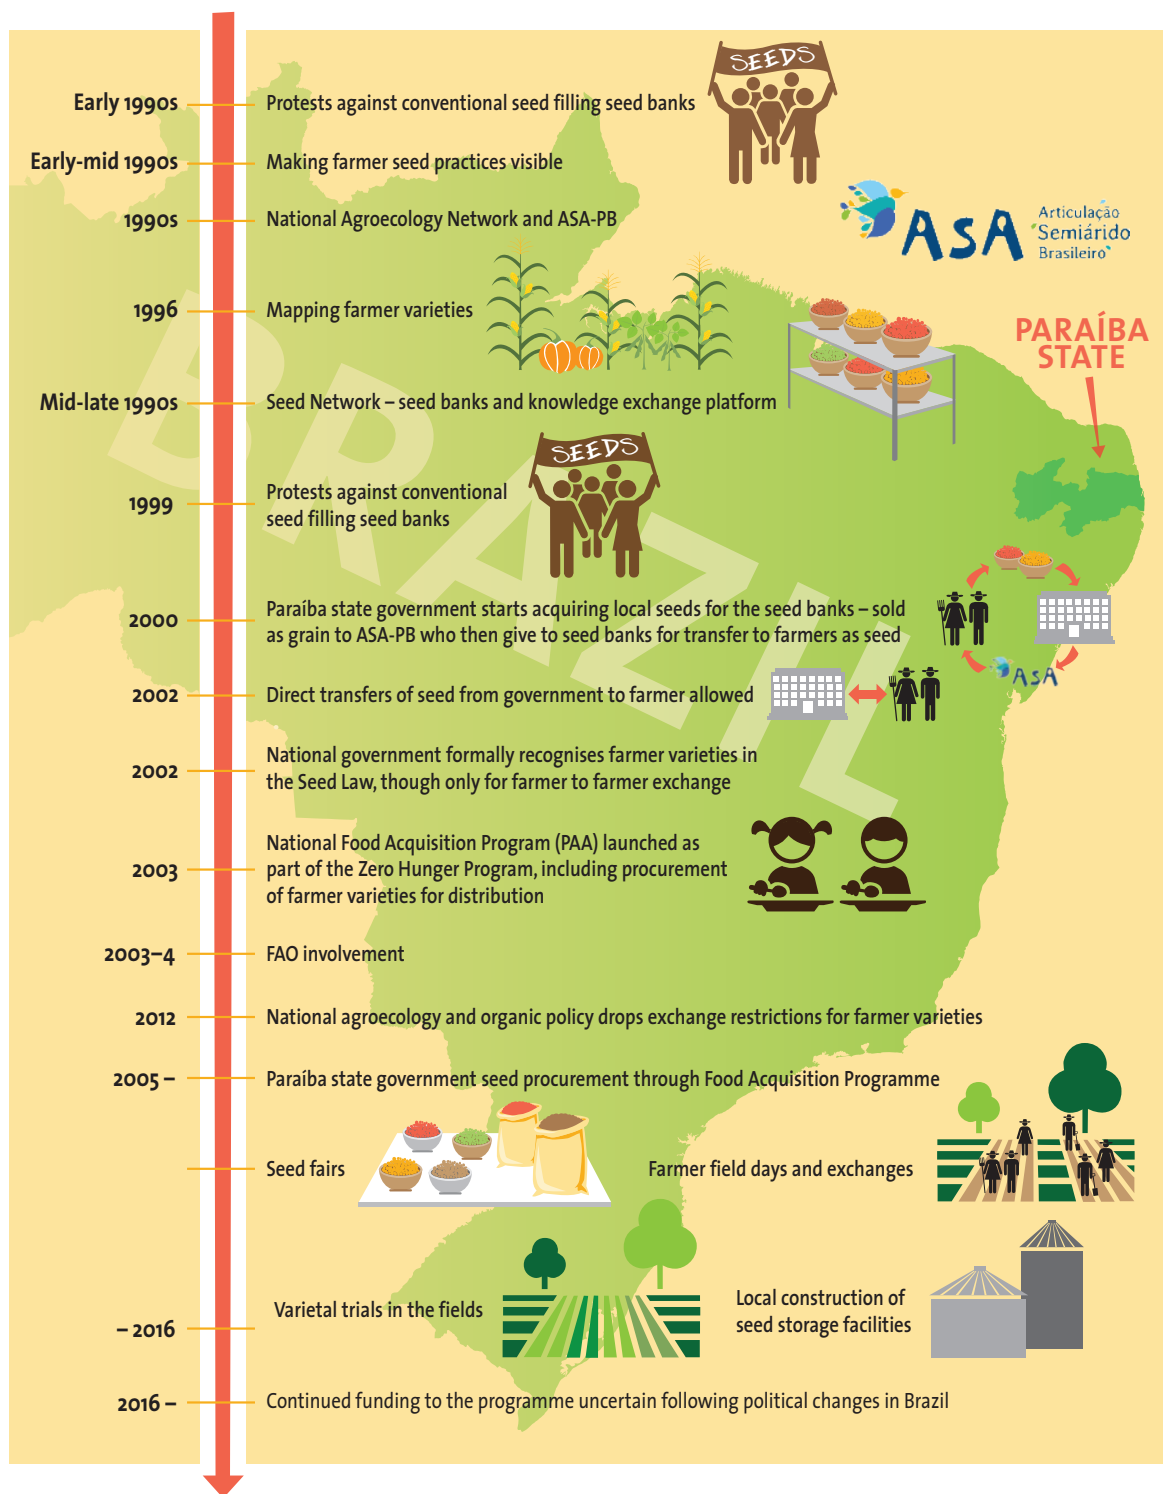 SEEDS
Early 1990s
Protests against conventional seed filling seed banks
Early-mid 1990s
Making farmer seed practices visible
1990s
National Agroecology Network and ASA-PB
ASA
Articulação
Semiárido
Brasileiro
1996
Mapping farmer varieties
PARAÍBA
STATE
Mid-late 1990s
Seed Network – seed banks and knowledge exchange platform
BRAZIL
SEEDS
1999
Protests against conventional
seed filling seed banks
2000
Paraíba state government starts acquiring local seeds for the seed banks – sold
as grain to ASA-PB who then give to seed banks for transfer to farmers as seed
ASA
2002
Direct transfers of seed from government to farmer allowed
2002
National government formally recognises farmer varieties in
the Seed Law, though only for farmer to farmer exchange
2003
National Food Acquisition Program (PAA) launched as
part of the Zero Hunger Program, including procurement
of farmer varieties for distribution
2003–4
FAO involvement
2012
National agroecology and organic policy drops exchange restrictions for farmer varieties
2005 –
Paraíba state government seed procurement through Food Acquisition Programme
Seed fairs
Farmer field days and exchanges
Varietal trials in the fields
Local construction of
seed storage facilities
– 2016
2016 –
Continued funding to the programme uncertain following political changes in Brazil